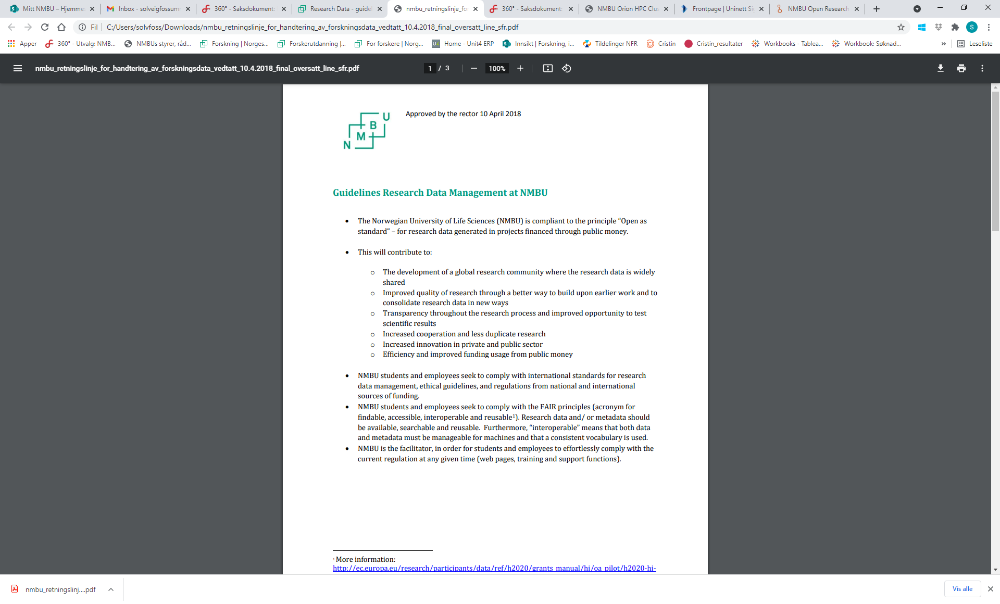 Mitt NMBU – Hjemme
Inbox - solveigfossum
360° - Saksdokument:
Research Data - guidel
nmbu_retningslinje_for
360° - Saksdokument:
NMBU Orion HPC Clus
Frontpage | Uninett Si
NMBU Open Research
Fil
C:/Users/solvfoss/Downloads/nmbu_retningslinje_for_handtering_av_forskningsdata_vedtatt_10.4.2018_final_oversatt_line_sfr.pdf
S
Apper
360° - Utvalg: NMB...
NMBUs styrer, råd...
Forskning | Norges...
Forskerutdanning |...
For forskere | Norg...
Home - Unit4 ERP
Innsikt | Forskning, i...
Tildelinger NFR
Cristin
Cristin_resultater
Workbooks - Tablea...
Workbook: Søknad...
»
Leseliste
nmbu_retningslinje_for_handtering_av_forskningsdata_vedtatt_10.4.2018_final_oversatt_line_sfr.pdf
1 / 3
100%
N M B U
Approved by the rector 10 April 2018
Guidelines Research Data Management at NMBU
• The Norwegian University of Life Sciences (NMBU) is compliant to the principle “Open as
standard” – for research data generated in projects financed through public money.
• This will contribute to:
o The development of a global research community where the research data is widely
shared
o Improved quality of research through a better way to build upon earlier work and to
consolidate research data in new ways
o Transparency throughout the research process and improved opportunity to test
scientific results
o Increased cooperation and less duplicate research
o Increased innovation in private and public sector
o Efficiency and improved funding usage from public money
• NMBU students and employees seek to comply with international standards for research
data management, ethical guidelines, and regulations from national and international
sources of funding.
• NMBU students and employees seek to comply with the FAIR principles (acronym for
findable, accessible, interoperable and reusable¹). Research data and/ or metadata should
be available, searchable and reusable.  Furthermore, “interoperable” means that both data
and metadata must be manageable for machines and that a consistent vocabulary is used.
• NMBU is the facilitator, in order for students and employees to effortlessly comply with the
current regulation at any given time (web pages, training and support functions).
¹ More information:
http://ec.europa.eu/research/participants/data/ref/h2020/grants_manual/hi/oa_pilot/h2020-hi-
nmbu_retningslinj....pdf
Vis alle